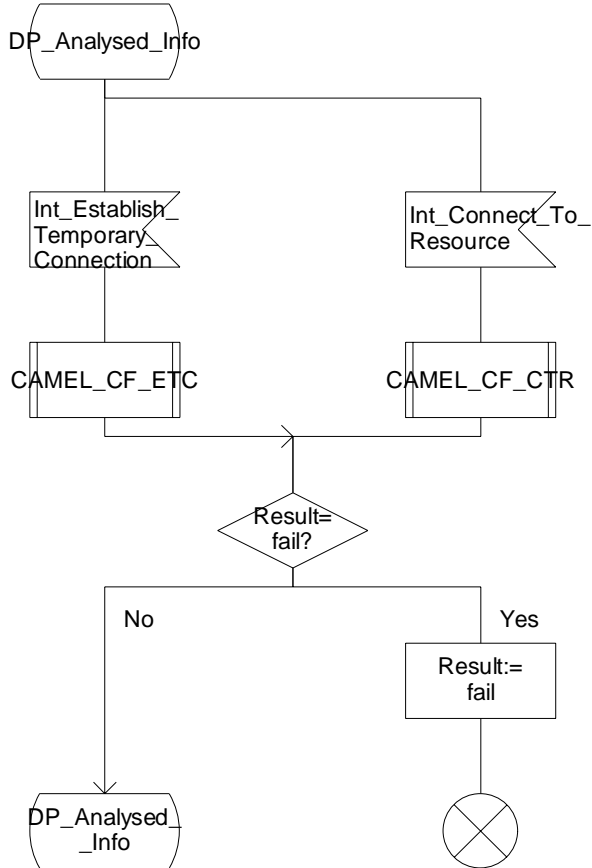 DP_Analysed_Info
Int_Establish_
Temporary_
Connection
Int_Connect_To_
Resource
CAMEL_CF_ETC
CAMEL_CF_CTR
Result=
fail?
No
Yes
Result:=
fail
DP_Analysed_
_Info